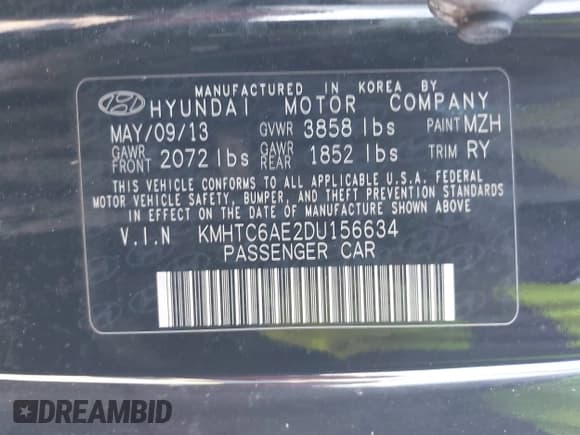 MANUFACTURED IN KOREA BY
HYUNDAI MOTOR COMPANY
MAY/09/13 GVWR 3858 lbs PAINT MZH
GAWR FRONT 2072 lbs GAWR REAR 1852 lbs TRIM RY
THIS VEHICLE CONFORMS TO ALL APPLICABLE U.S.A. FEDERAL
MOTOR VEHICLE SAFETY, BUMPER, AND THEFT PREVENTION STANDARDS
IN EFFECT ON THE DATE OF MANUFACTURE SHOWN ABOVE.
V.I.N KMHTC6AE2DU156634
PASSENGER CAR
DREAMBID